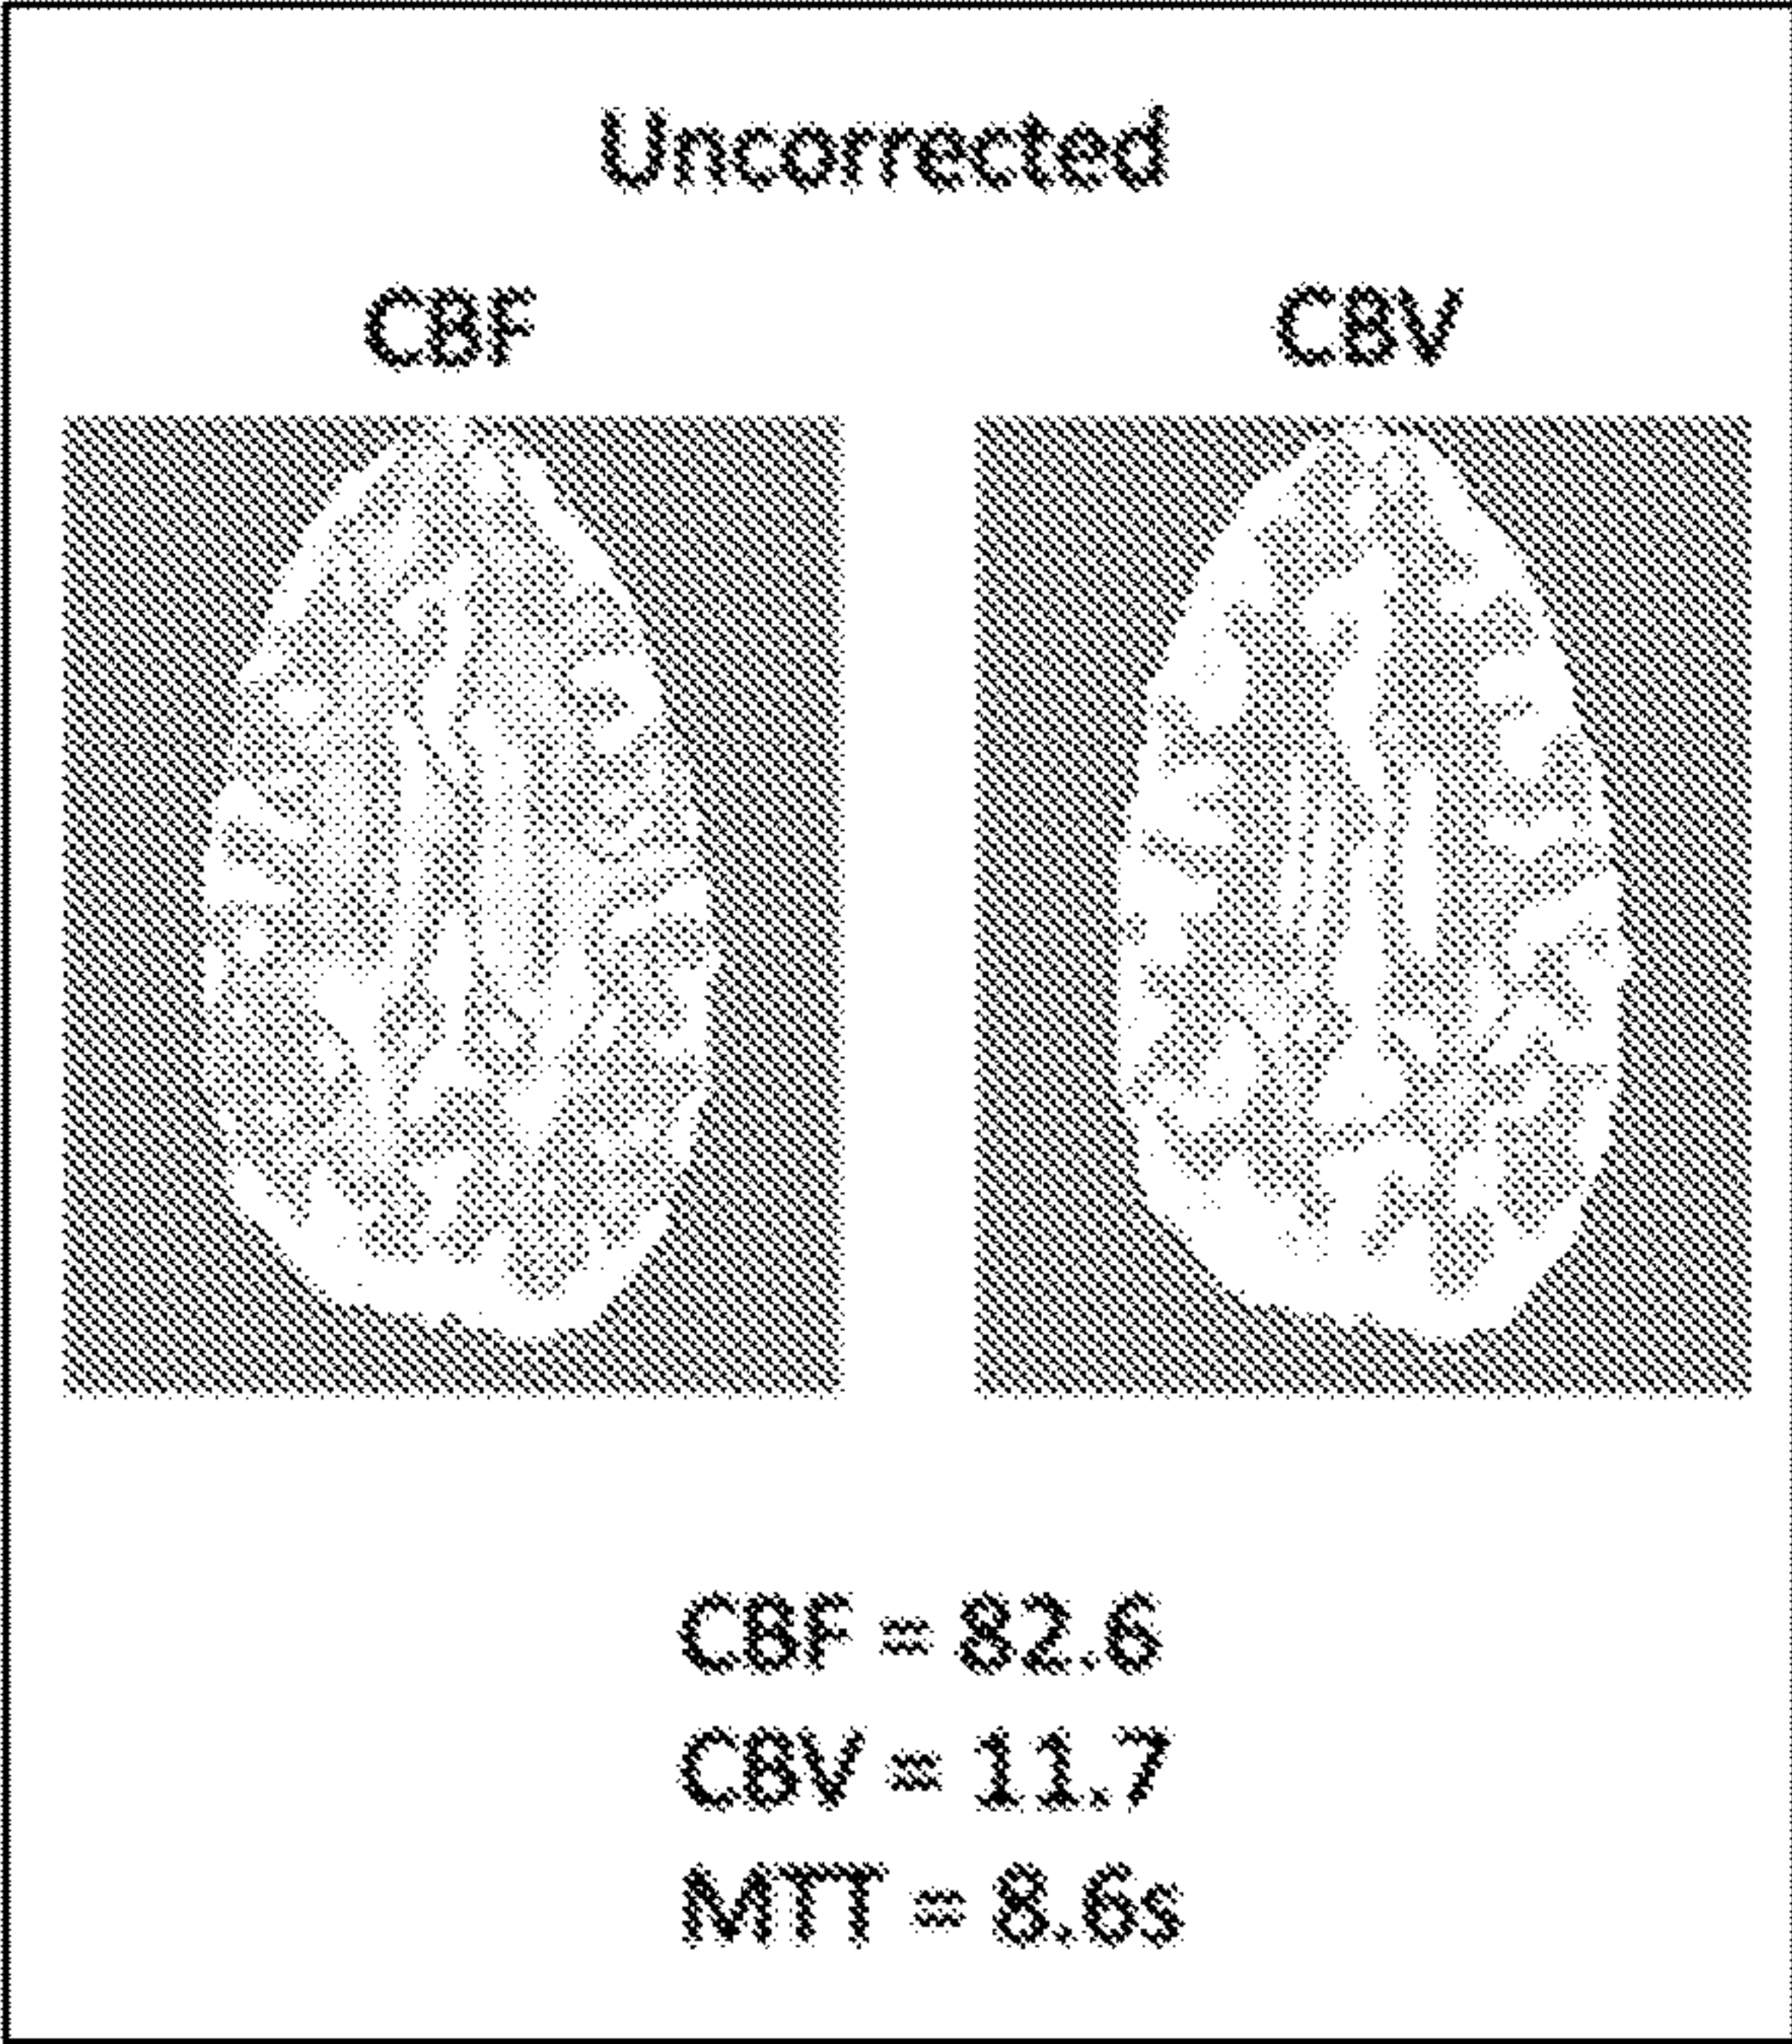 Uncorrected
CBF CBV
CBF = 82.6
CBV = 11.7
MTT = 8.6s